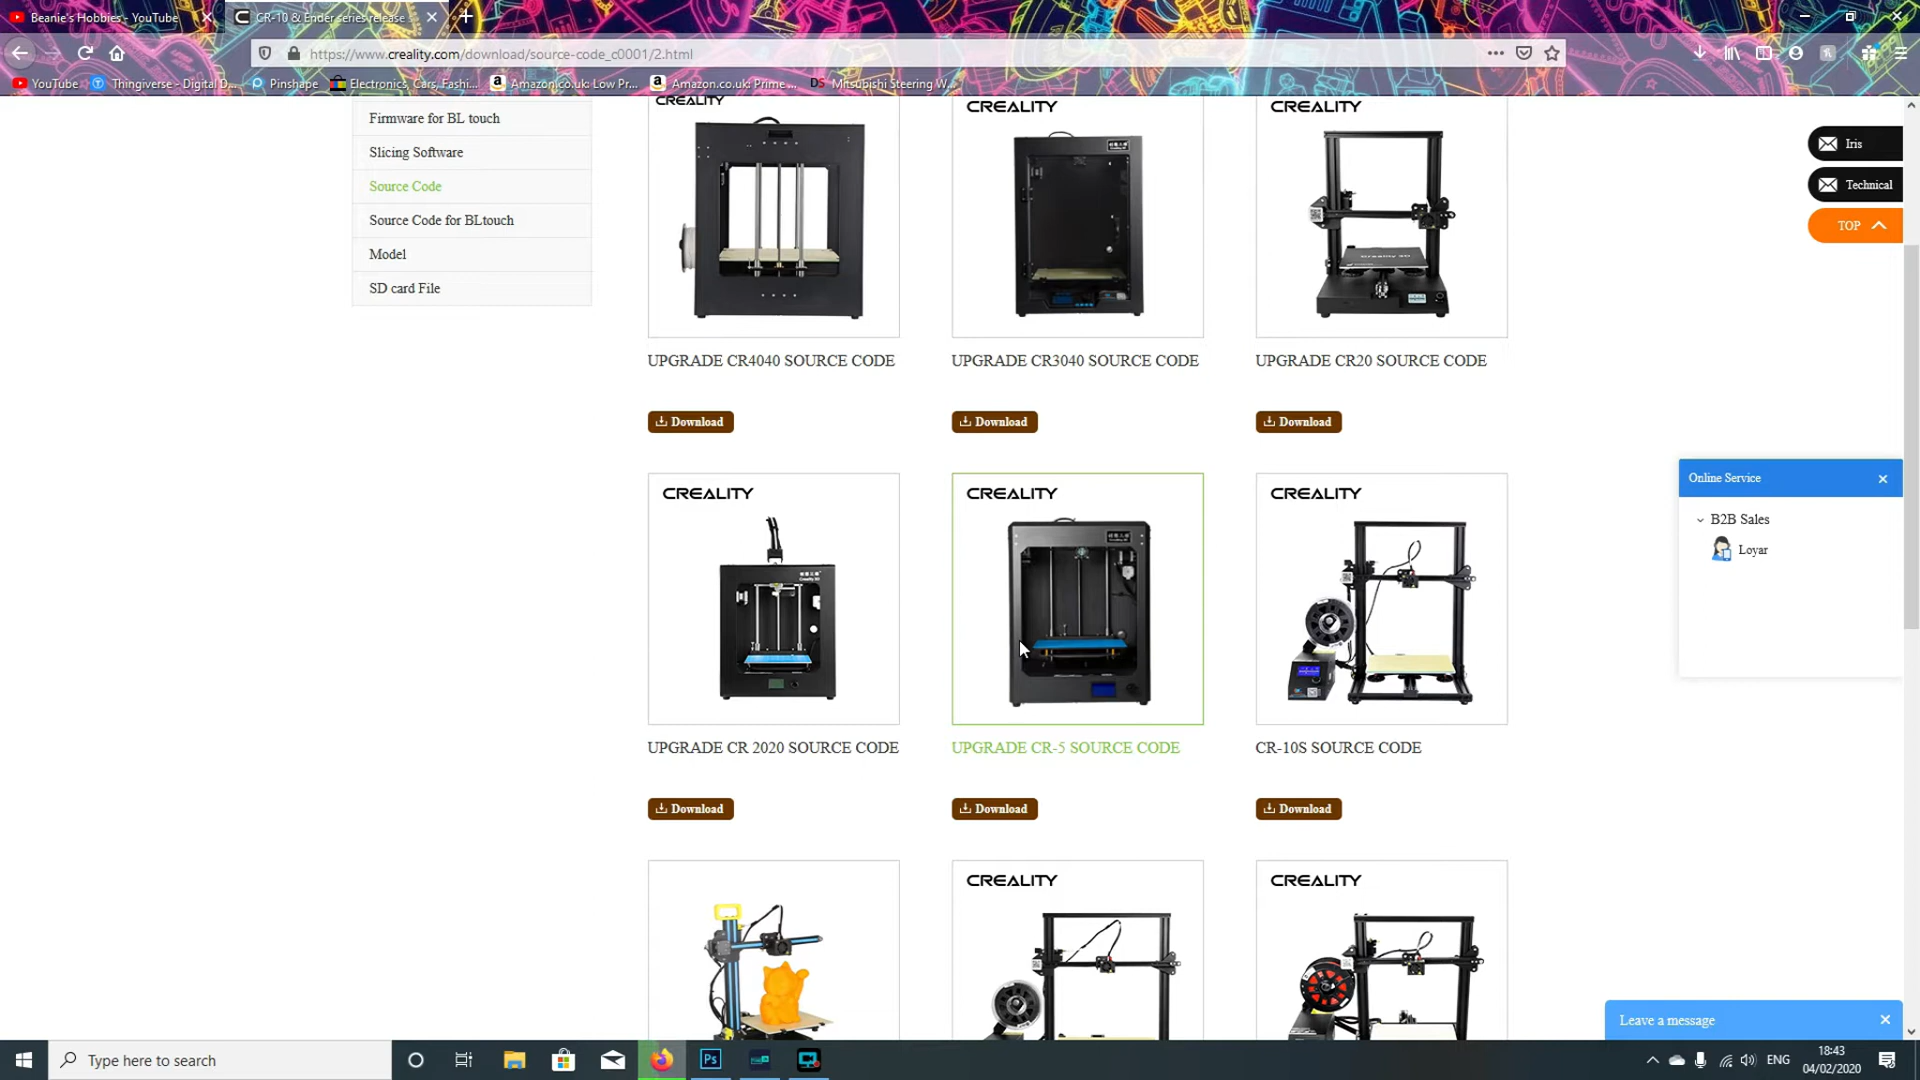 Beanie's Hobbies - YouTube
CR-10 & Ender series release
https://www.creality.com/download/source-code_c0001/2.html
YouTube
Thingiverse - Digital D...
Pinshape
Electronics, Cars, Fashi...
Amazon.co.uk: Low Pr...
Amazon.co.uk: Prime ...
DS
Mitsubishi Steering W...
Firmware for BL touch
Slicing Software
Source Code
Source Code for BLtouch
Model
SD card File
CREALITY
CREALITY
CREALITY
UPGRADE CR4040 SOURCE CODE
UPGRADE CR3040 SOURCE CODE
UPGRADE CR20 SOURCE CODE
Download
Download
Download
CREALITY
CREALITY
CREALITY
UPGRADE CR 2020 SOURCE CODE
UPGRADE CR-5 SOURCE CODE
CR-10S SOURCE CODE
Download
Download
Download
CREALITY
CREALITY
Iris
Technical
TOP
Online Service
B2B Sales
Loyar
Leave a message
Type here to search
Ps
ENG
18:43
04/02/2020